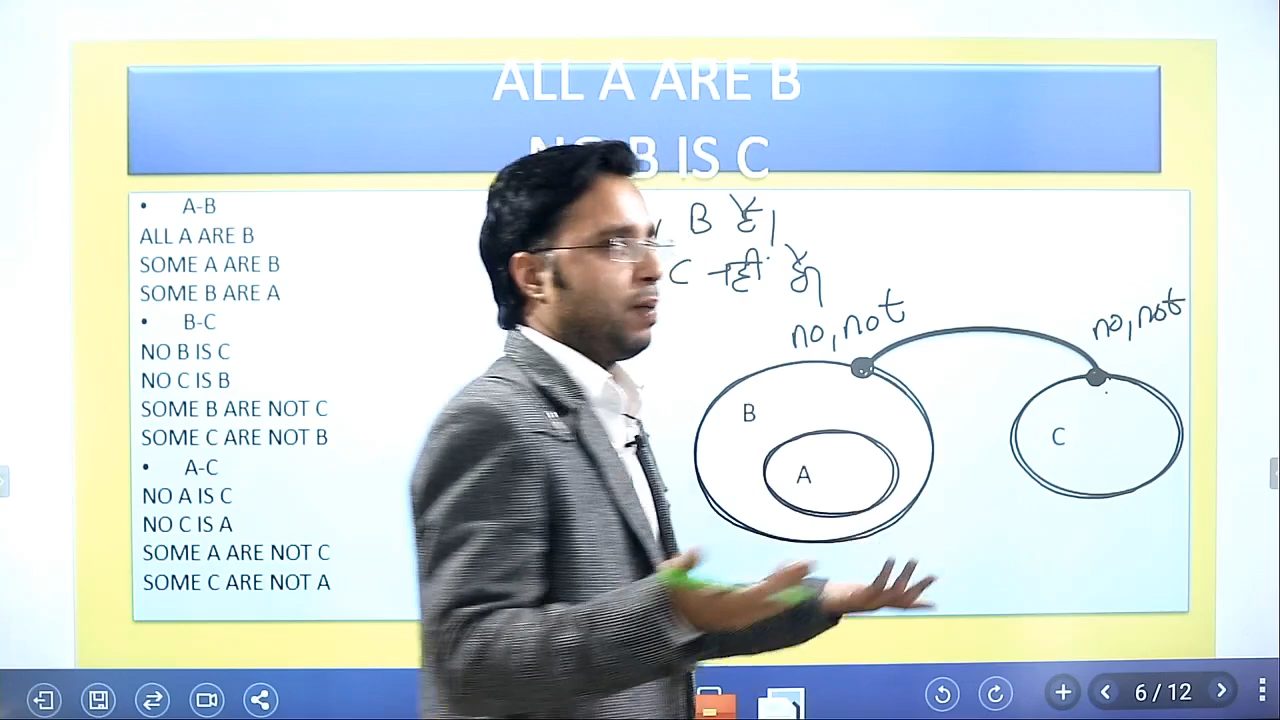 ALL A ARE B
NO B IS C
• A-B
ALL A ARE B
SOME A ARE B
SOME B ARE A
• B-C
NO B IS C
NO C IS B
SOME B ARE NOT C
SOME C ARE NOT B
• A-C
NO A IS C
NO C IS A
SOME A ARE NOT C
SOME C ARE NOT A
B हैं।
C नहीं हैं।
no, not
no, not
B
A
C
6 / 12